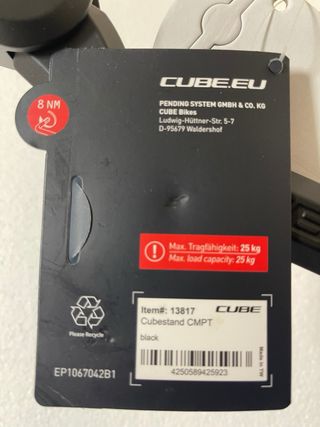 CUBE.EU
8 NM
PENDING SYSTEM GMBH & CO. KG
CUBE Bikes
Ludwig-Hüttner-Str. 5-7
D-95679 Waldershof
Max. Tragfähigkeit: 25 kg
Max. load capacity: 25 kg
Please Recycle
EP1067042B1
Item#: 13817
CUBE
Cubestand CMPT
black
4250589425923
Made in TW